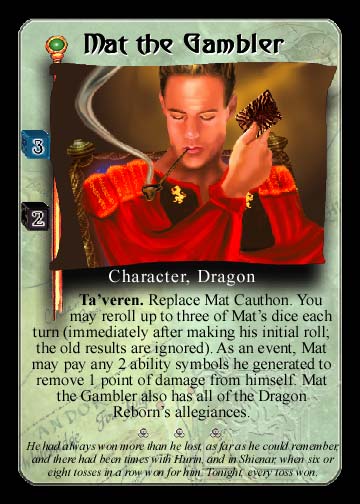 Mat the Gambler
3
2
Character, Dragon
Ta'veren. Replace Mat Cauthon. You
may reroll up to three of Mat's dice each
turn (immediately after making his initial roll;
the old results are ignored). As an event, Mat
may pay any 2 ability symbols he generated to
remove 1 point of damage from himself. Mat
the Gambler also has all of the Dragon
Reborn's allegiances.
He had always won more than he lost, as far as he could remember,
and there had been times with Hurin, and in Shienar, when six or
eight tosses in a row won for him. Tonight, every toss won.